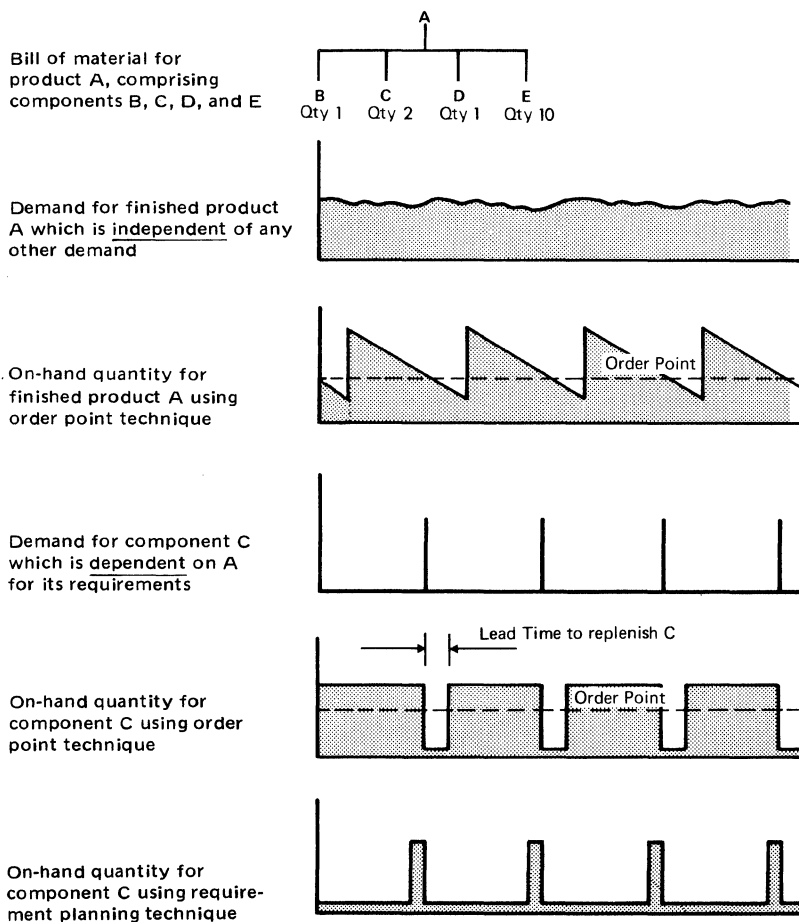 A
Bill of material for
product A, comprising
components B, C, D, and E
B C D E
Qty 1 Qty 2 Qty 1 Qty 10
Demand for finished product
A which is independent of any
other demand
Order Point
On-hand quantity for
finished product A using
order point technique
Demand for component C
which is dependent on A
for its requirements
Lead Time to replenish C
Order Point
On-hand quantity for
component C using order
point technique
On-hand quantity for
component C using require-
ment planning technique